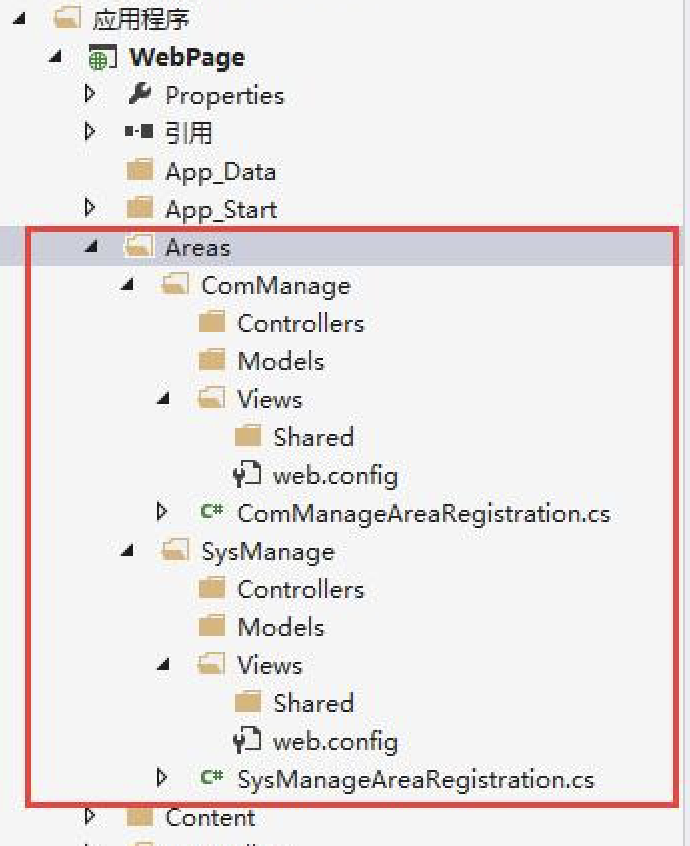 应用程序
WebPage
Properties
引用
App_Data
App_Start
Areas
ComManage
Controllers
Models
Views
Shared
web.config
C# ComManageAreaRegistration.cs
SysManage
Controllers
Models
Views
Shared
web.config
C# SysManageAreaRegistration.cs
Content